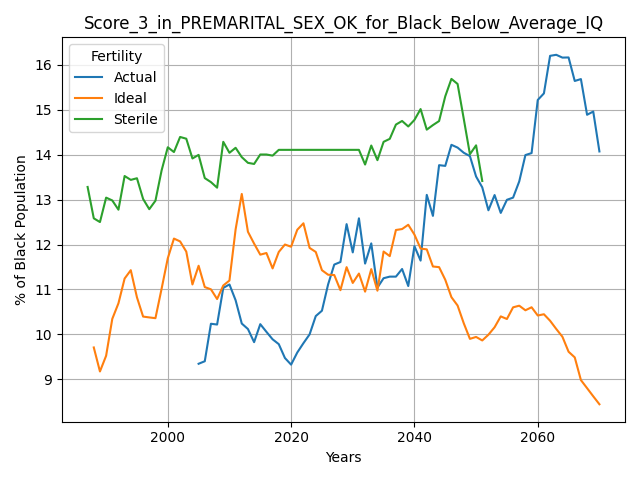 Score_3_in_PREMARITAL_SEX_OK_for_Black_Below_Average_IQ
Fertility
Actual
Ideal
Sterile
% of Black Population
16
15
14
13
12
11
10
9
2000
2020
2040
2060
Years